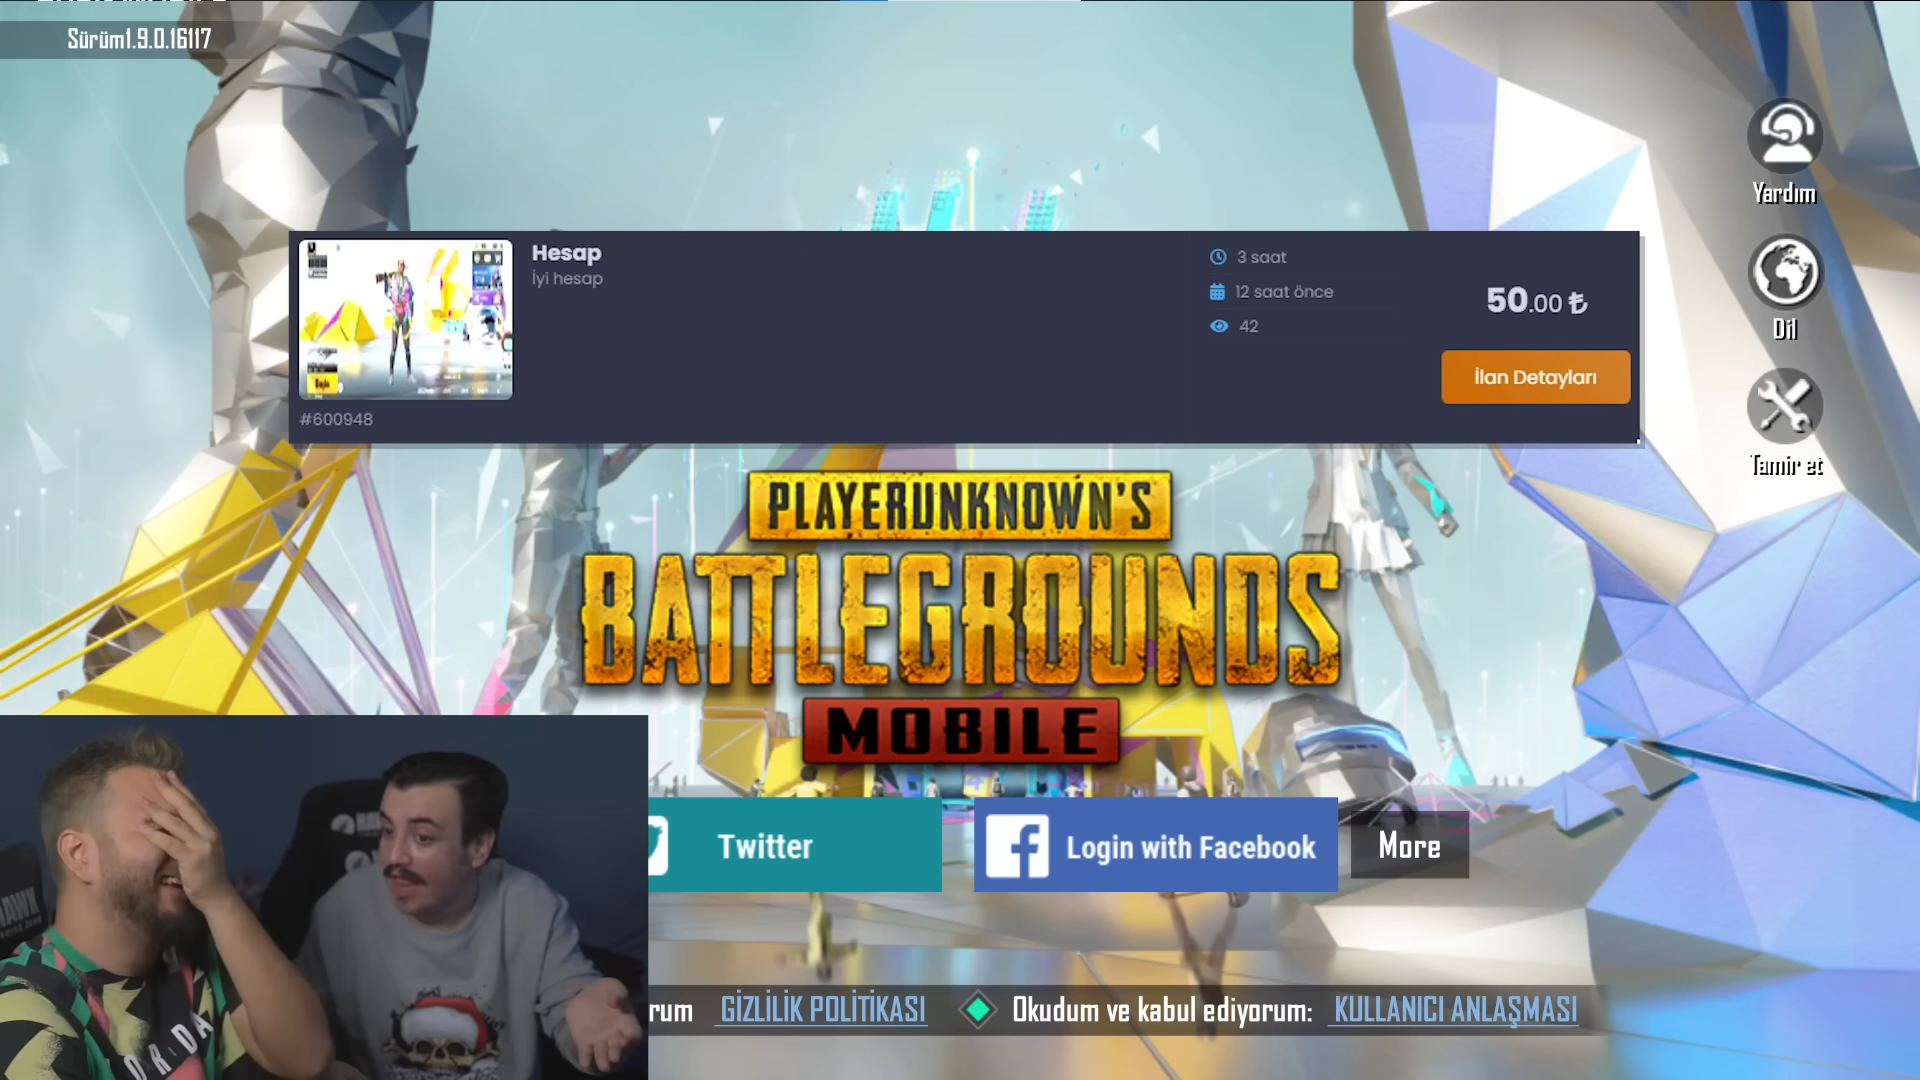 Sürüm1.9.0.16117
Yardım
Dil
Tamir et
Hesap
İyi hesap
3 saat
12 saat önce
42
50.00 ₺
İlan Detayları
#600948
PLAYERUNKNOWN'S
BATTLEGROUNDS
MOBILE
Twitter
Login with Facebook
More
rum GİZLİLİK POLİTİKASI Okudum ve kabul ediyorum: KULLANICI ANLAŞMASI